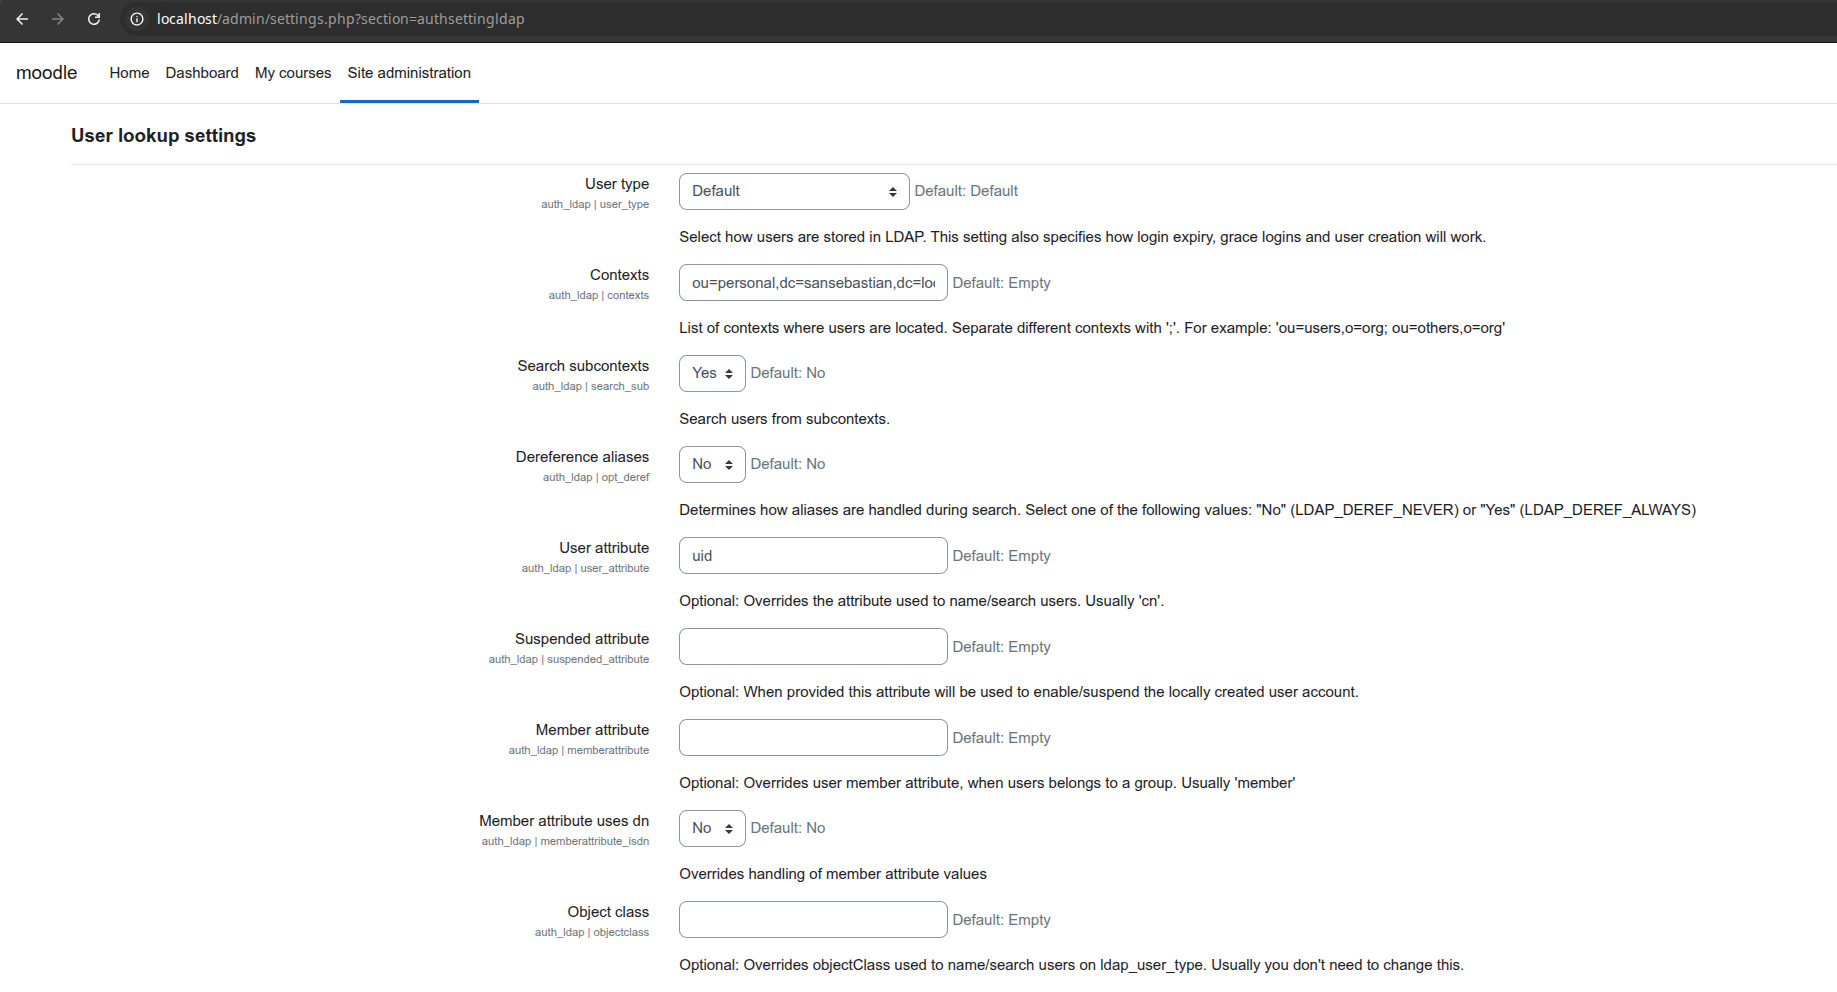 localhost/admin/settings.php?section=authsettingldap
moodle Home Dashboard My courses Site administration
User lookup settings
User type Default Default: Default
auth_ldap | user_type
Select how users are stored in LDAP. This setting also specifies how login expiry, grace logins and user creation will work.
Contexts ou=personal,dc=sansebastian,dc=loc Default: Empty
auth_ldap | contexts
List of contexts where users are located. Separate different contexts with ';'. For example: 'ou=users,o=org; ou=others,o=org'
Search subcontexts Yes Default: No
auth_ldap | search_sub
Search users from subcontexts.
Dereference aliases No Default: No
auth_ldap | opt_deref
Determines how aliases are handled during search. Select one of the following values: "No" (LDAP_DEREF_NEVER) or "Yes" (LDAP_DEREF_ALWAYS)
User attribute uid Default: Empty
auth_ldap | user_attribute
Optional: Overrides the attribute used to name/search users. Usually 'cn'.
Suspended attribute Default: Empty
auth_ldap | suspended_attribute
Optional: When provided this attribute will be used to enable/suspend the locally created user account.
Member attribute Default: Empty
auth_ldap | memberattribute
Optional: Overrides user member attribute, when users belongs to a group. Usually 'member'
Member attribute uses dn No Default: No
auth_ldap | memberattribute_isdn
Overrides handling of member attribute values
Object class Default: Empty
auth_ldap | objectclass
Optional: Overrides objectClass used to name/search users on ldap_user_type. Usually you don't need to change this.